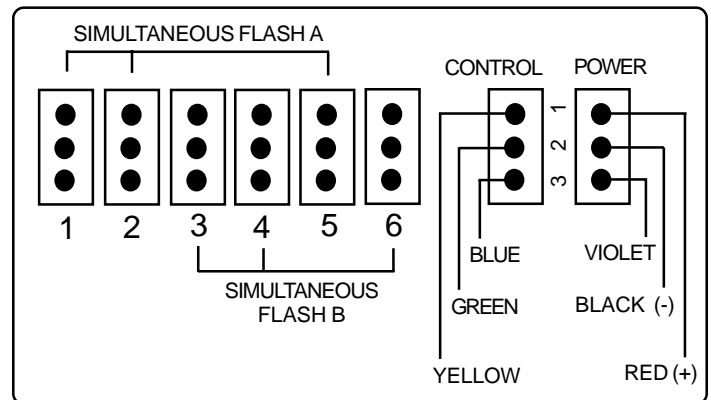 SIMULTANEOUS FLASH A
CONTROL POWER
1
2
3
1 2 3 4 5 6
SIMULTANEOUS
FLASH B
BLUE VIOLET
GREEN BLACK (-)
YELLOW RED (+)